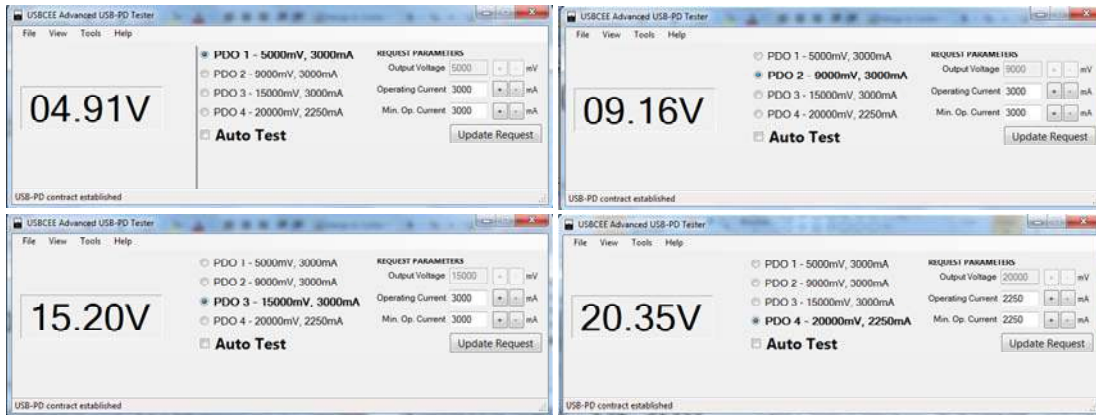 USBCEE Advanced USB-PD Tester
File View Tools Help
04.91V
PDO 1 - 5000mV, 3000mA
PDO 2 - 9000mV, 3000mA
PDO 3 - 15000mV, 3000mA
PDO 4 - 20000mV, 2250mA
Auto Test
REQUEST PARAMETERS
Output Voltage 5000 + - mV
Operating Current 3000 + - mA
Min. Op. Current 3000 + - mA
Update Request
USB-PD contract established
USBCEE Advanced USB-PD Tester
File View Tools Help
09.16V
PDO 1 - 5000mV, 3000mA
PDO 2 - 9000mV, 3000mA
PDO 3 - 15000mV, 3000mA
PDO 4 - 20000mV, 2250mA
Auto Test
REQUEST PARAMETERS
Output Voltage 9000 + - mV
Operating Current 3000 + - mA
Min. Op. Current 3000 + - mA
Update Request
USB-PD contract established
USBCEE Advanced USB-PD Tester
File View Tools Help
15.20V
PDO 1 - 5000mV, 3000mA
PDO 2 - 9000mV, 3000mA
PDO 3 - 15000mV, 3000mA
PDO 4 - 20000mV, 2250mA
Auto Test
REQUEST PARAMETERS
Output Voltage 15000 + - mV
Operating Current 3000 + - mA
Min. Op. Current 3000 + - mA
Update Request
USB-PD contract established
USBCEE Advanced USB-PD Tester
File View Tools Help
20.35V
PDO 1 - 5000mV, 3000mA
PDO 2 - 9000mV, 3000mA
PDO 3 - 15000mV, 3000mA
PDO 4 - 20000mV, 2250mA
Auto Test
REQUEST PARAMETERS
Output Voltage 20000 + - mV
Operating Current 2250 + - mA
Min. Op. Current 2250 + - mA
Update Request
USB-PD contract established